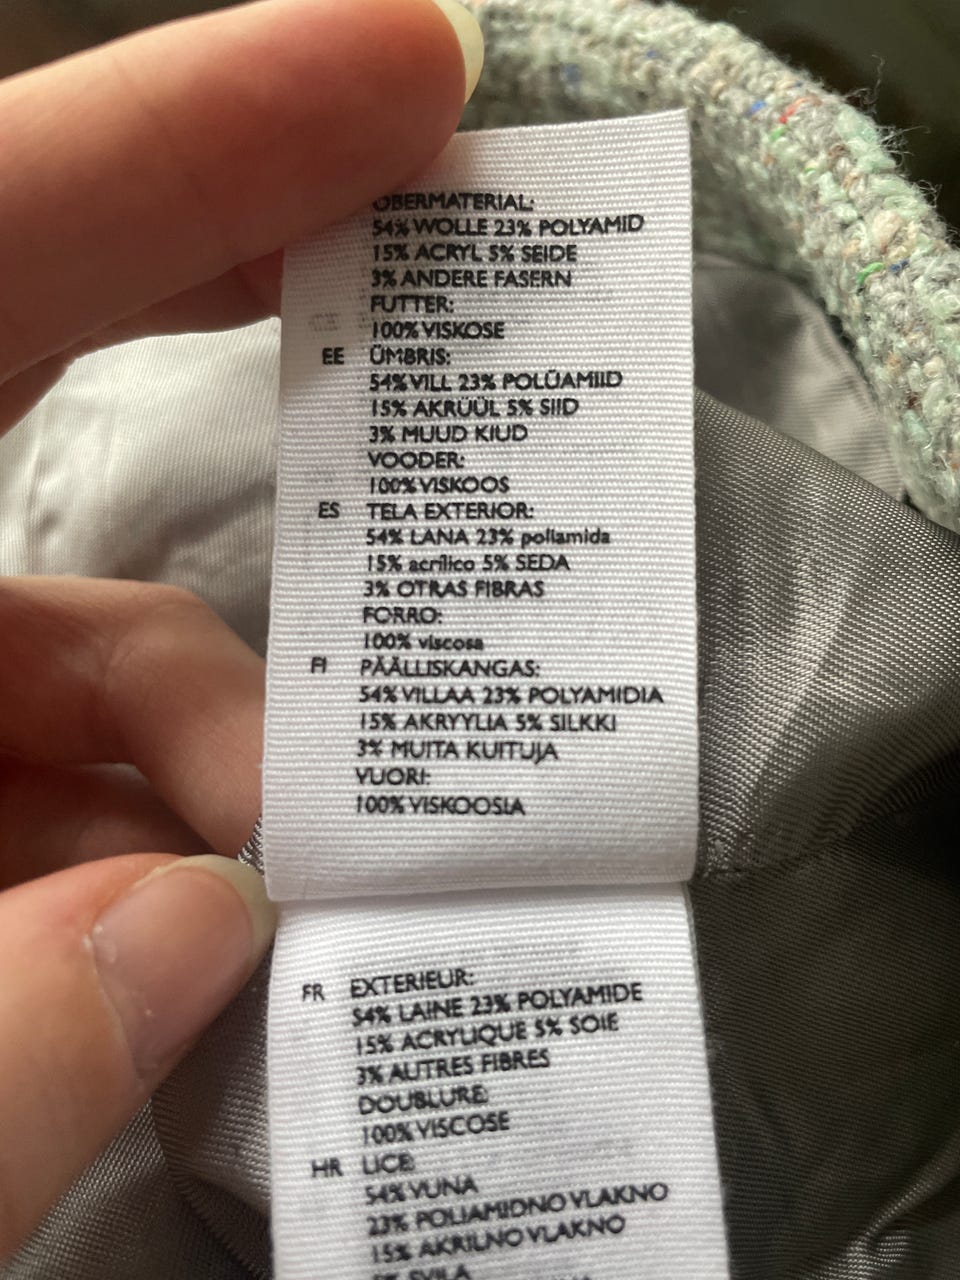 OBERMATERIAL:
54% WOLLE 23% POLYAMID
15% ACRYL 5% SEIDE
3% ANDERE FASERN
FUTTER:
100% VISKOSE
EE ÜMBRIS:
54% VILL 23% POLÜAMIID
15% AKRÜÜL 5% SIID
3% MUUD KIUD
VOODER:
100% VISKOOS
ES TELA EXTERIOR:
54% LANA 23% poliamida
15% acrílico 5% SEDA
3% OTRAS FIBRAS
FORRO:
100% viscosa
FI PÄÄLLISKANGAS:
54% VILLAA 23% POLYAMIDIA
15% AKRYYLIA 5% SILKKI
3% MUITA KUITUJA
VUORI:
100% VISKOOSIA
FR EXTERIEUR:
54% LAINE 23% POLYAMIDE
15% ACRYLIQUE 5% SOIE
3% AUTRES FIBRES
DOUBLURE:
100% VISCOSE
HR LICE:
54% VUNA
23% POLIAMIDNO VLAKNO
15% AKRILNO VLAKNO
5% SVILA